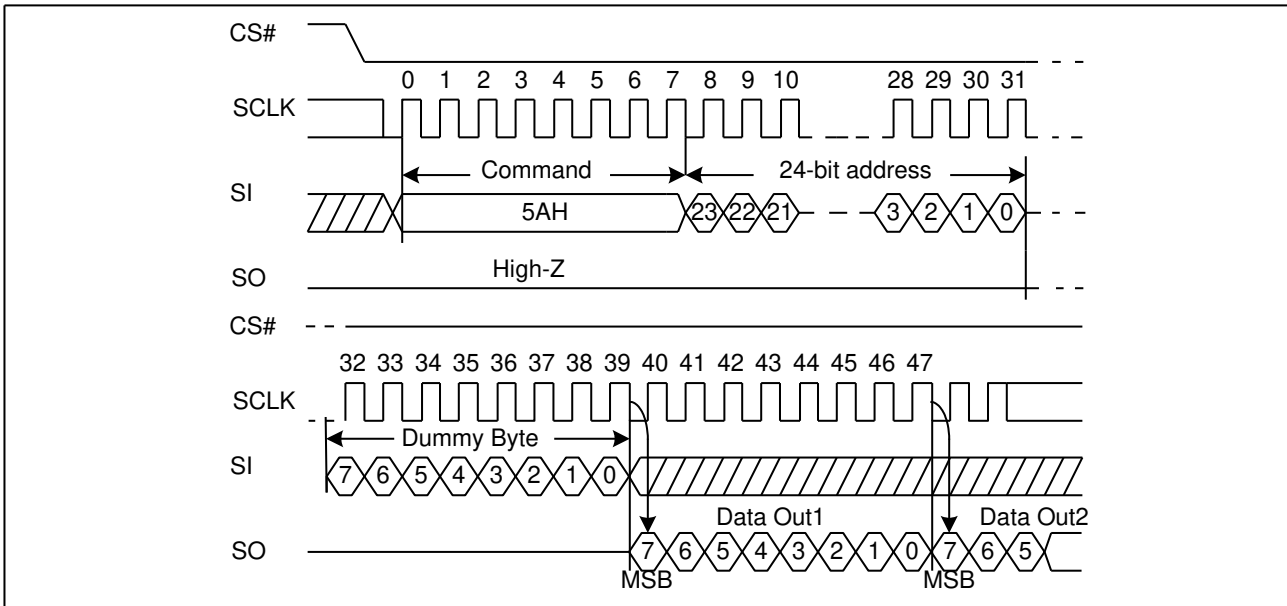 CS#
0 1 2 3 4 5 6 7 8 9 10 28 29 30 31
SCLK
Command 24-bit address
SI
5AH 23 22 21 3 2 1 0
High-Z
SO
CS#
32 33 34 35 36 37 38 39 40 41 42 43 44 45 46 47
SCLK
Dummy Byte
SI
7 6 5 4 3 2 1 0
Data Out1 Data Out2
SO
7 6 5 4 3 2 1 0 7 6 5
MSB MSB